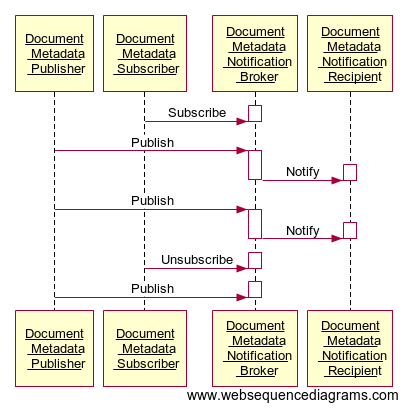 Document
Metadata
Publisher
Document
Metadata
Subscriber
Document
Metadata
Notification
Broker
Document
Metadata
Notification
Recipient
Subscribe
Publish
Notify
Publish
Notify
Unsubscribe
Publish
Document
Metadata
Publisher
Document
Metadata
Subscriber
Document
Metadata
Notification
Broker
Document
Metadata
Notification
Recipient
www.websequencediagrams.com